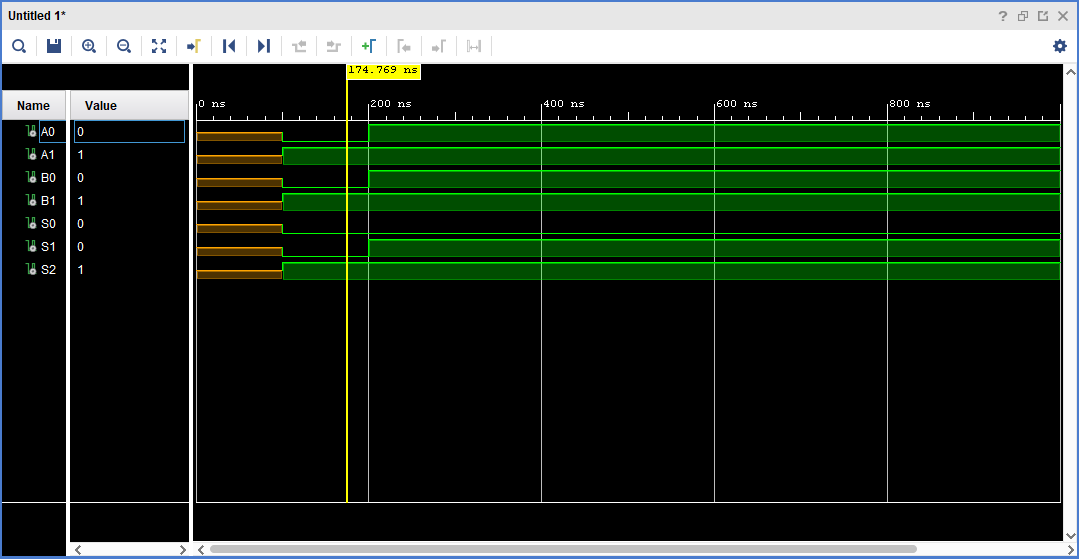 Untitled 1*
174.769 ns
Name Value
0 ns 200 ns 400 ns 600 ns 800 ns
A0 0
A1 1
B0 0
B1 1
S0 0
S1 0
S2 1